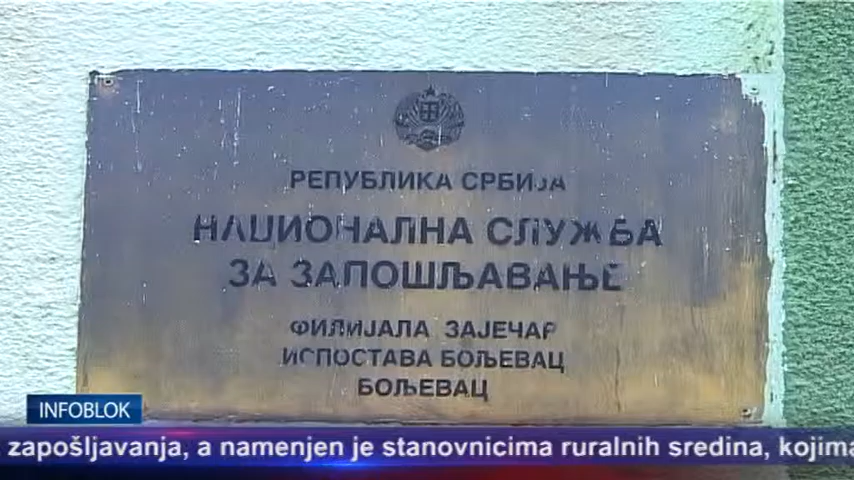 РЕПУБЛИКА СРБИЈА
НАЦИОНАЛНА СЛУЖБА
ЗА ЗАПОШЉАВАЊЕ
ФИЛИЈАЛА ЗАЈЕЧАР
ИСПОСТАВА БОЉЕВАЦ
БОЉЕВАЦ
INFOBLOK
zapošljavanja, a namenjen je stanovnicima ruralnih sredina, kojima